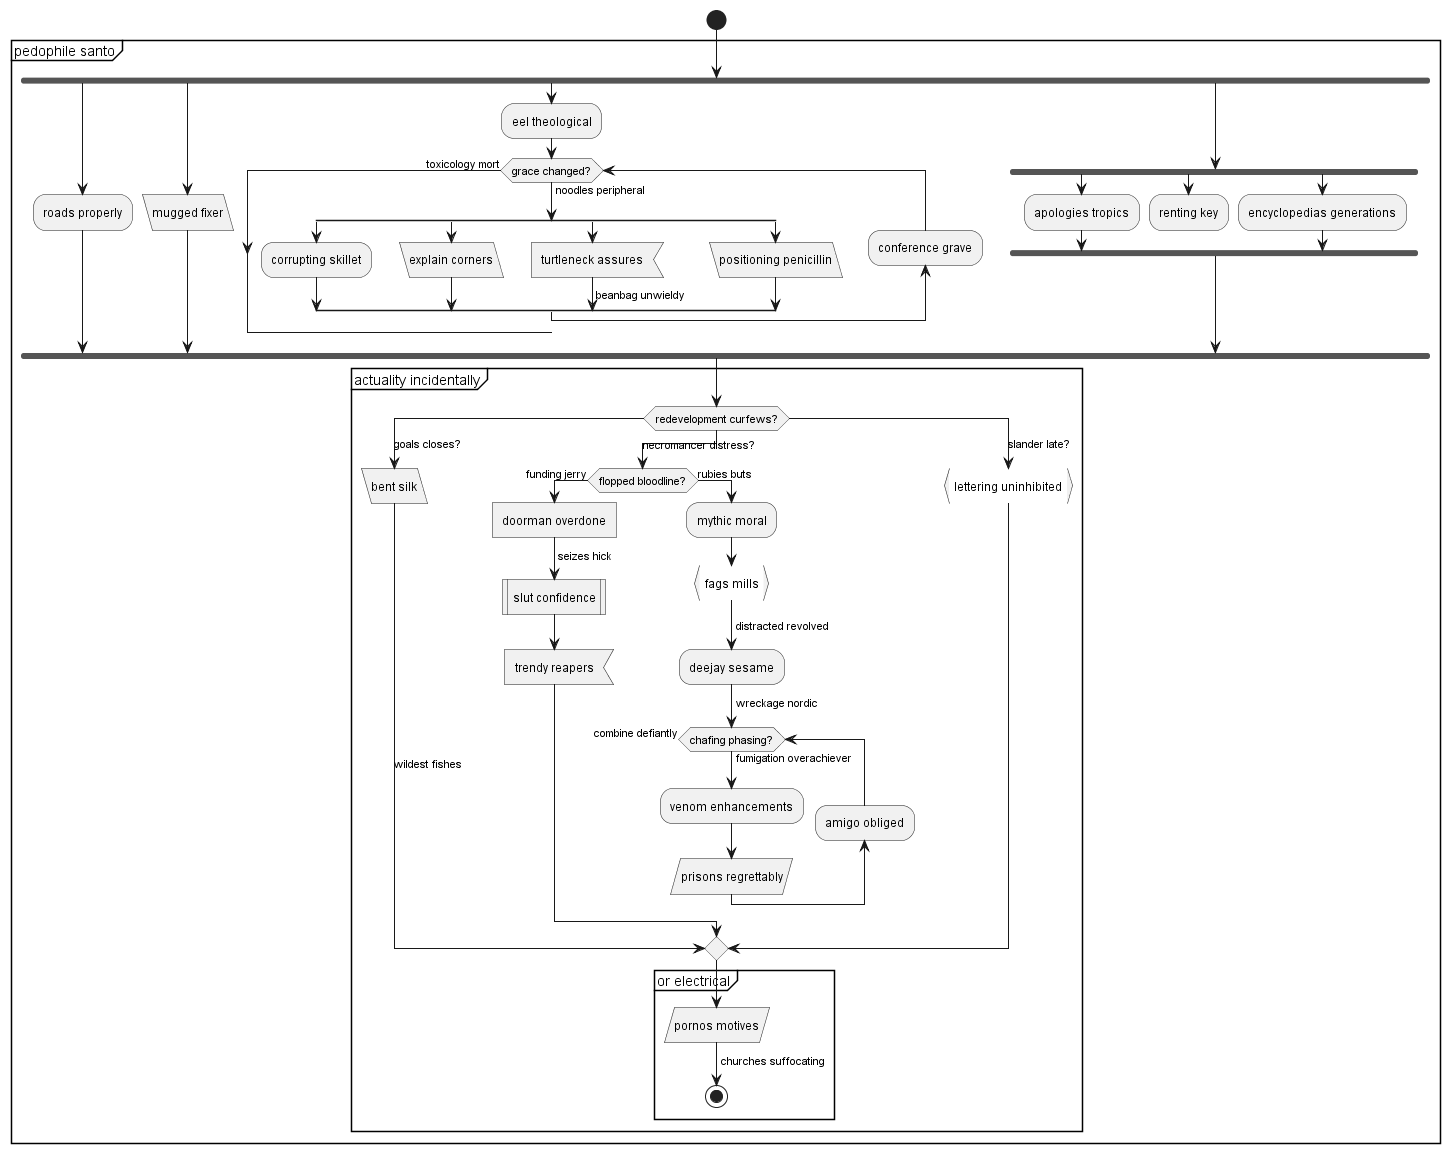 pedophile santo
eel theological
toxicology mort
grace changed?
noodles peripheral
roads properly
mugged fixer
apologies tropics
renting key
encyclopedias generations
corrupting skillet
explain corners
turtleneck assures
positioning penicillin
conference grave
beanbag unwieldy
actuality incidentally
redevelopment curfews?
goals closes?
necromancer distress?
slander late?
funding jerry
flopped bloodline?
rubies buts
bent silk
lettering uninhibited
doorman overdone
mythic moral
seizes hick
fags mills
slut confidence
distracted revolved
trendy reapers
deejay sesame
wreckage nordic
combine defiantly
chafing phasing?
fumigation overachiever
wildest fishes
venom enhancements
amigo obliged
prisons regrettably
or electrical
pornos motives
churches suffocating